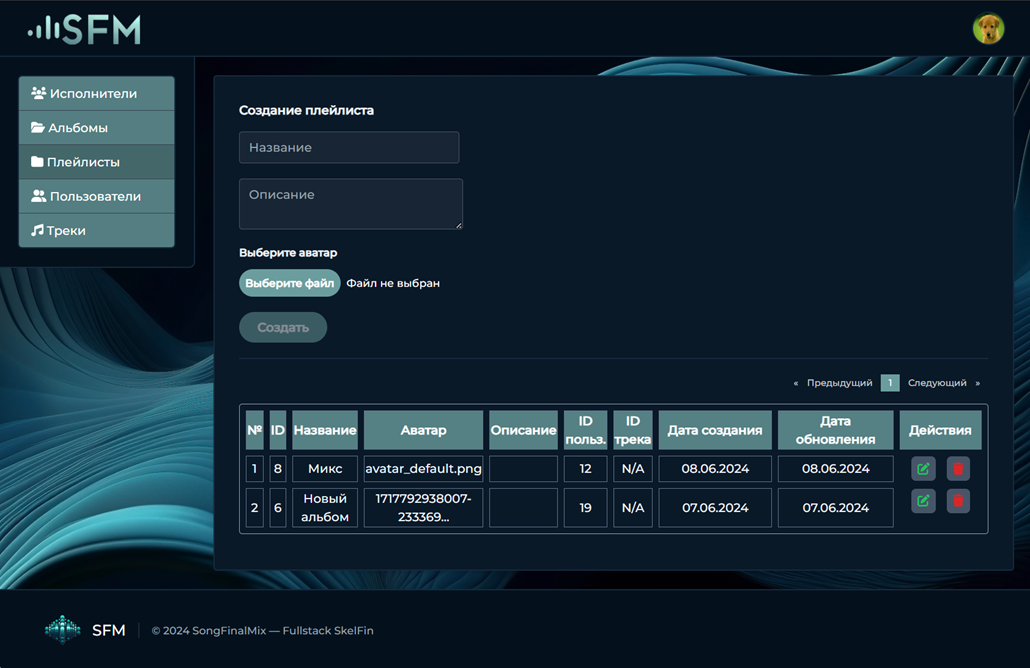 SFM
Исполнители
Альбомы
Плейлисты
Пользователи
Треки
Создание плейлиста
Название
Описание
Выберите аватар
Выберите файл Файл не выбран
Создать
« Предыдущий 1 Следующий »
№ ID Название Аватар Описание ID польз. ID трека Дата создания Дата обновления Действия
1 8 Микс avatar_default.png 12 N/A 08.06.2024 08.06.2024
2 6 Новый альбом 1717792938007-233369... 19 N/A 07.06.2024 07.06.2024
SFM © 2024 SongFinalMix — Fullstack SkelFin